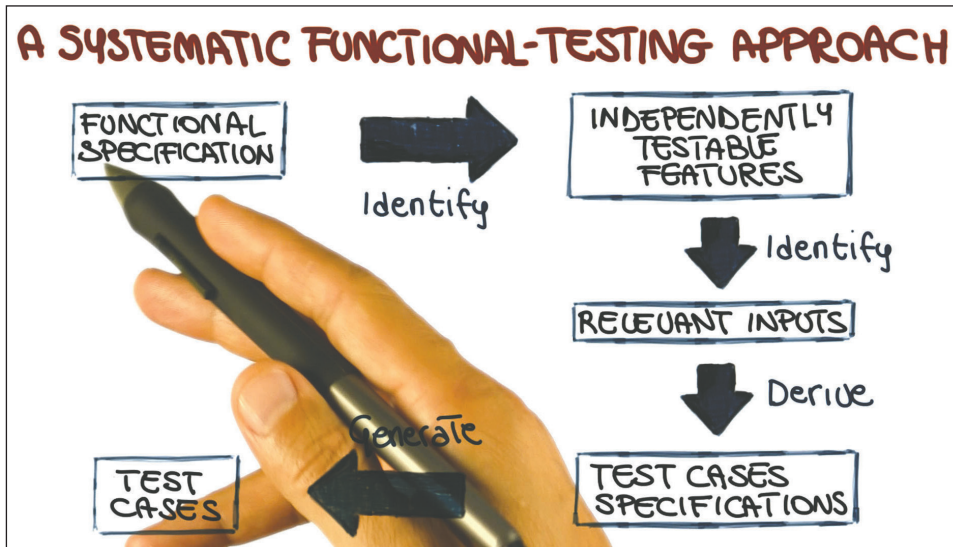 A SYSTEMATIC FUNCTIONAL-TESTING APPROACH
FUNCTIONAL
SPECIFICATION
Identify
INDEPENDENTLY
TESTABLE
FEATURES
Identify
RELEVANT INPUTS
Derive
TEST CASES
SPECIFICATIONS
Generate
TEST
CASES